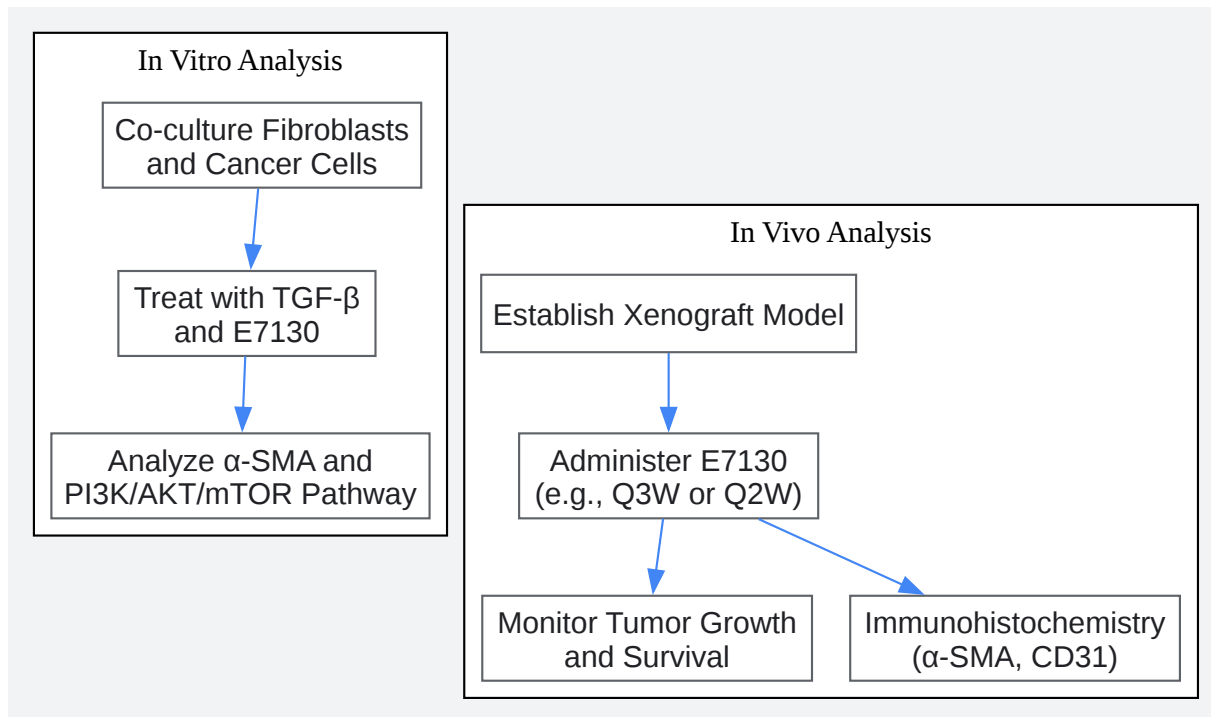 In Vitro Analysis
Co-culture Fibroblasts
and Cancer Cells
Treat with TGF-β
and E7130
Analyze α-SMA and
PI3K/AKT/mTOR Pathway
In Vivo Analysis
Establish Xenograft Model
Administer E7130
(e.g., Q3W or Q2W)
Monitor Tumor Growth
and Survival
Immunohistochemistry
(α-SMA, CD31)